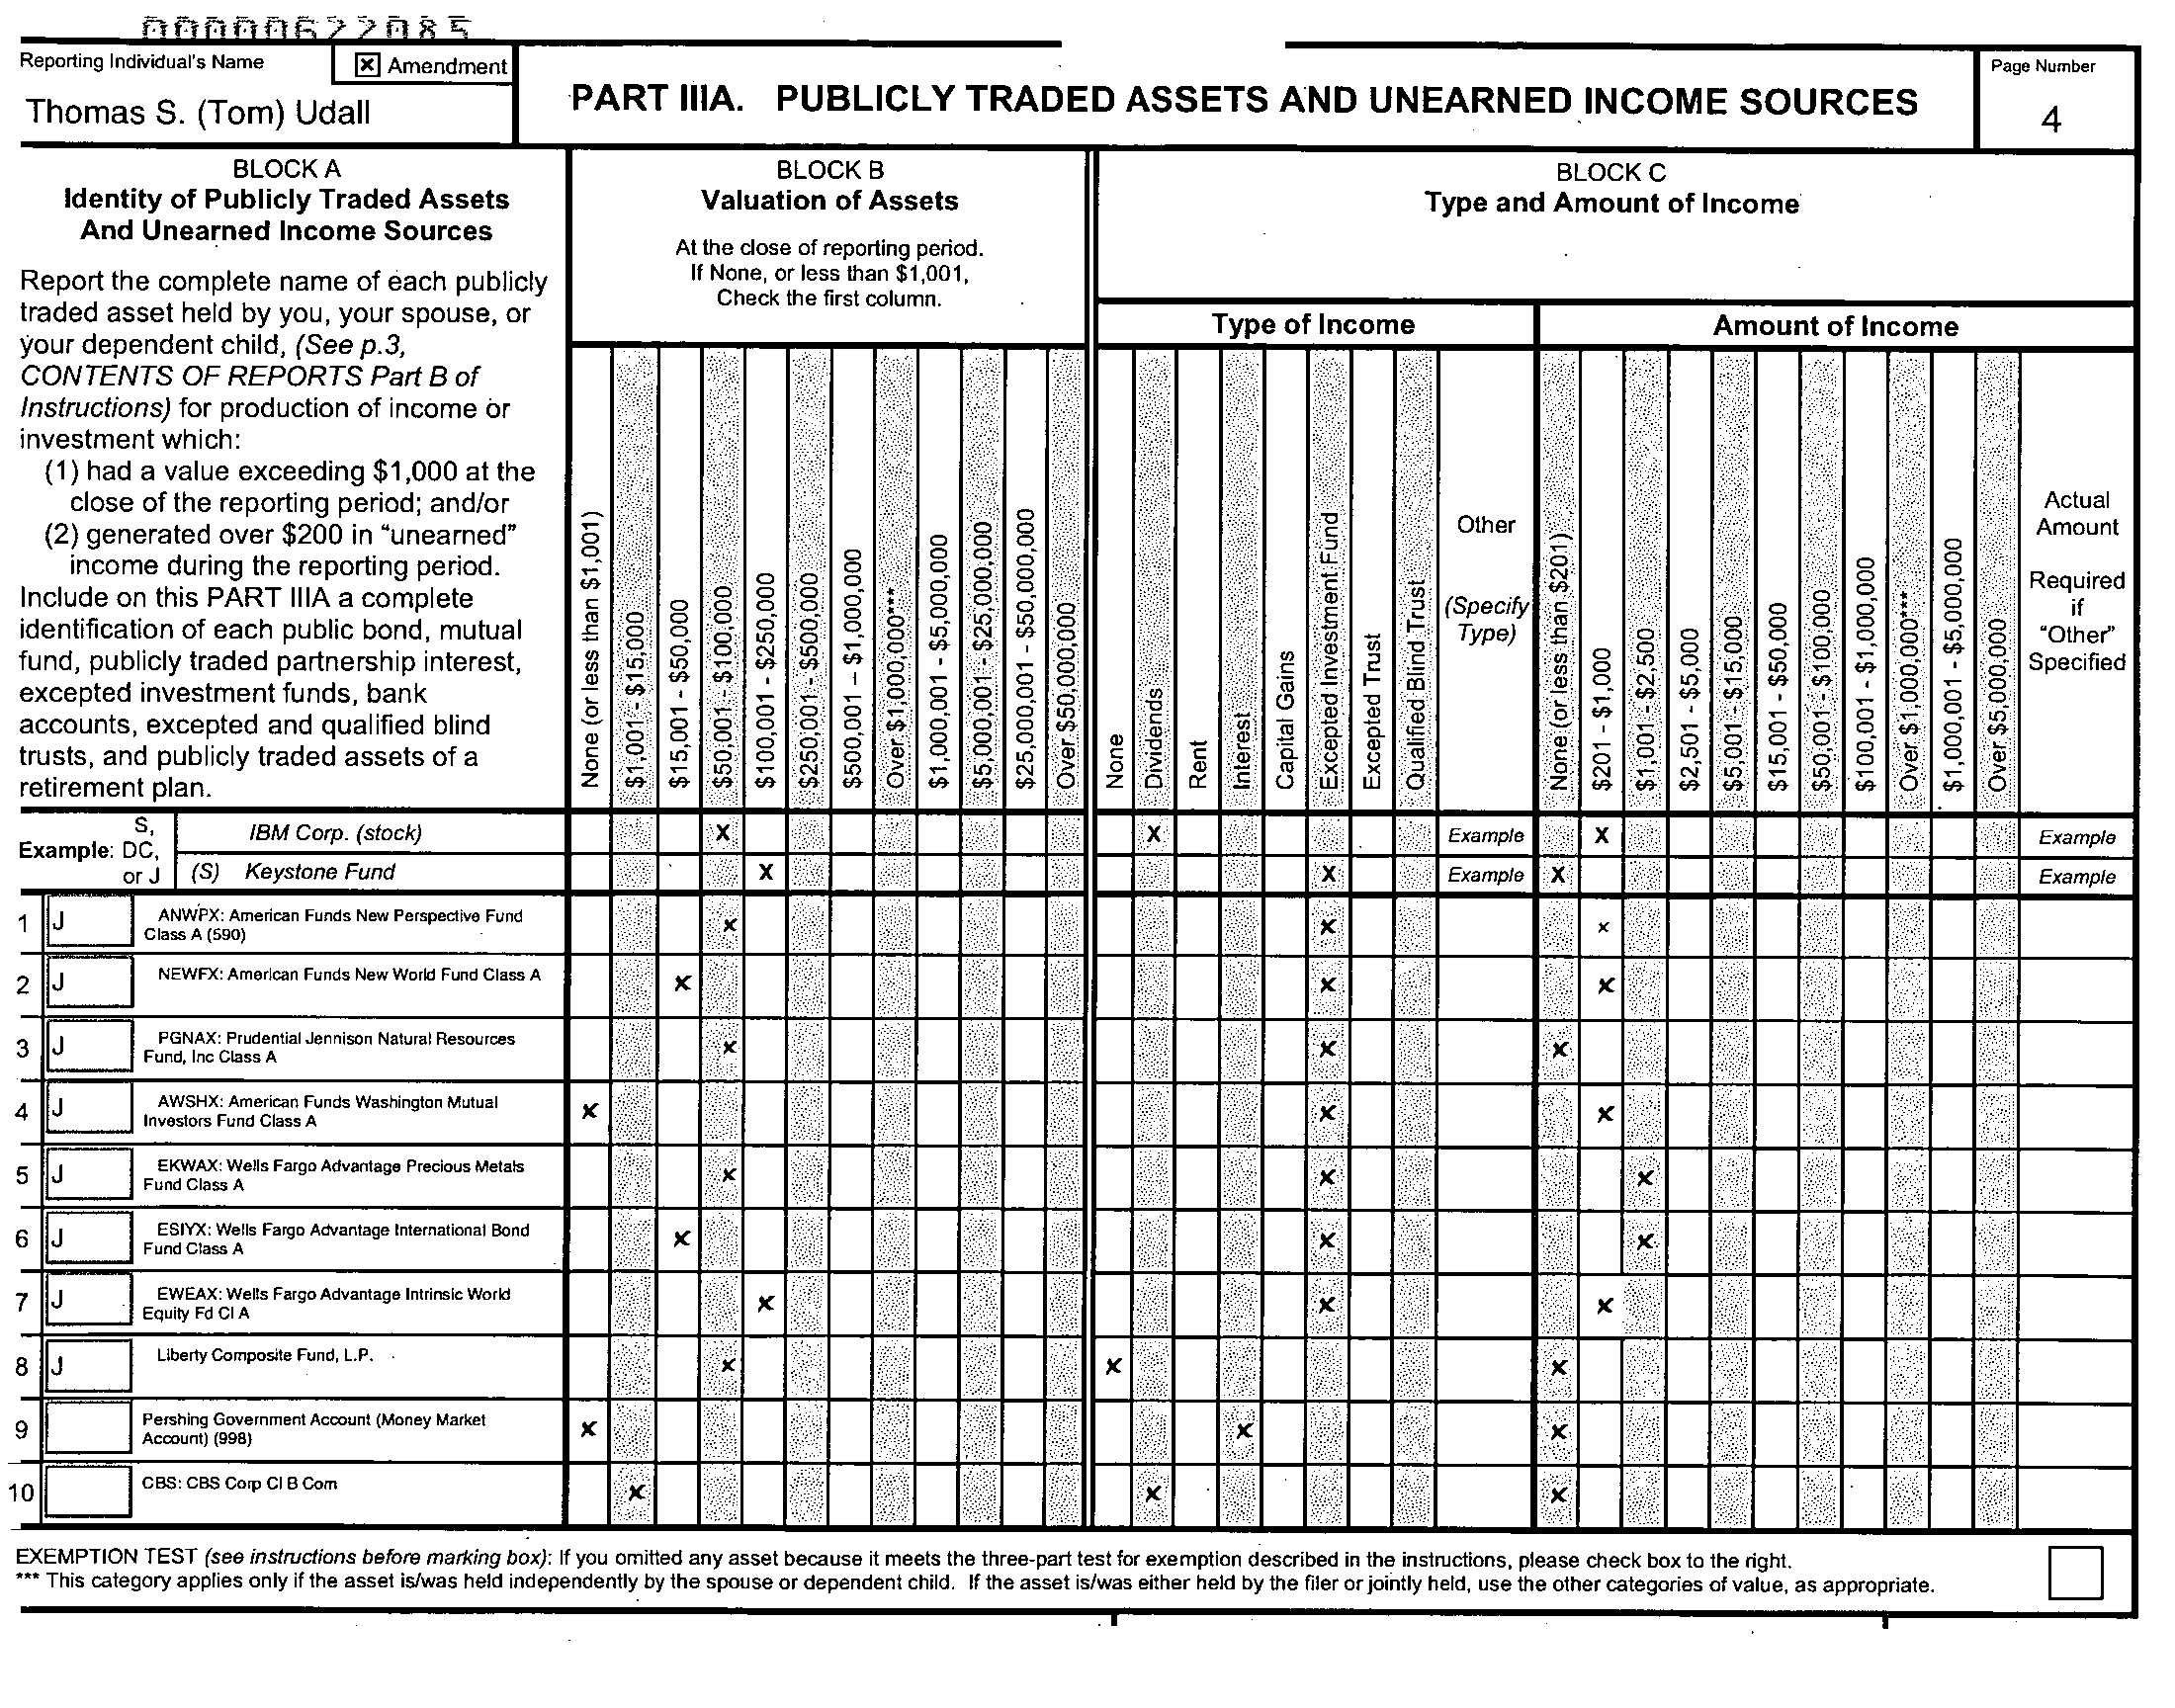 00000622085
Reporting Individual's Name
x Amendment
Thomas S. (Tom) Udall
PART IIIA. PUBLICLY TRADED ASSETS AND UNEARNED INCOME SOURCES
Page Number
4
BLOCK A
Identity of Publicly Traded Assets
And Unearned Income Sources
Report the complete name of each publicly
traded asset held by you, your spouse, or
your dependent child, (See p.3,
CONTENTS OF REPORTS Part B of
Instructions) for production of income or
investment which:
(1) had a value exceeding $1,000 at the
close of the reporting period; and/or
(2) generated over $200 in "unearned"
income during the reporting period.
Include on this PART IIIA a complete
identification of each public bond, mutual
fund, publicly traded partnership interest,
excepted investment funds, bank
accounts, excepted and qualified blind
trusts, and publicly traded assets of a
retirement plan.
BLOCK B
Valuation of Assets
At the close of reporting period.
If None, or less than $1,001,
Check the first column.
None (or less than $1,001)
$1,001 - $15,000
$15,001 - $50,000
$50,001 - $100,000
$100,001 - $250,000
$250,001 - $500,000
$500,001 – $1,000,000
Over $1,000,000***
$1,000,001 - $5,000,000
$5,000,001 - $25,000,000
$25,000,001 - $50,000,000
Over $50,000,000
BLOCK C
Type and Amount of Income
Type of Income
None
Dividends
Rent
Interest
Capital Gains
Excepted Investment Fund
Excepted Trust
Qualified Blind Trust
Other
(Specify
Type)
Amount of Income
None (or less than $201)
$201 - $1,000
$1,001 - $2,500
$2,501 - $5,000
$5,001 - $15,000
$15,001 - $50,000
$50,001 - $100,000
$100,001 - $1,000,000
Over $1,000,000***
$1,000,001 - $5,000,000
Over $5,000,000
Actual
Amount
Required
if
"Other"
Specified
Example: S, DC, or J
IBM Corp. (stock) X X Example X Example
(S) Keystone Fund X X Example X Example
1 J ANWPX: American Funds New Perspective Fund x x x
Class A (590)
2 J NEWFX: American Funds New World Fund Class A x x x
3 J PGNAX: Prudential Jennison Natural Resources x x x
Fund, Inc Class A
4 J AWSHX: American Funds Washington Mutual x x x
Investors Fund Class A
5 J EKWAX: Wells Fargo Advantage Precious Metals x x x
Fund Class A
6 J ESIYX: Wells Fargo Advantage International Bond x x x
Fund Class A
7 J EWEAX: Wells Fargo Advantage Intrinsic World x x x
Equity Fd Cl A
8 J Liberty Composite Fund, L.P. x x x
9 Pershing Government Account (Money Market x x x
Account) (998)
10 CBS: CBS Corp Cl B Com x x x
EXEMPTION TEST (see instructions before marking box): If you omitted any asset because it meets the three-part test for exemption described in the instructions, please check box to the right.
*** This category applies only if the asset is/was held independently by the spouse or dependent child. If the asset is/was either held by the filer or jointly held, use the other categories of value, as appropriate.